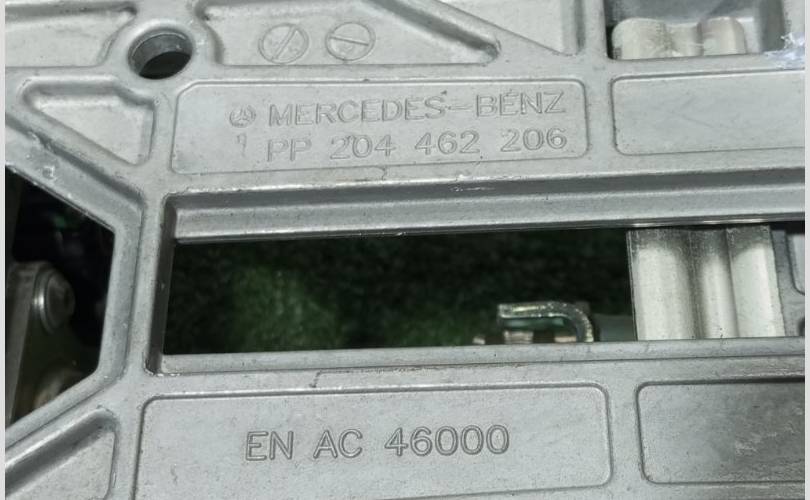 MERCEDES-BENZ
PP 204 462 206
EN AC 46000